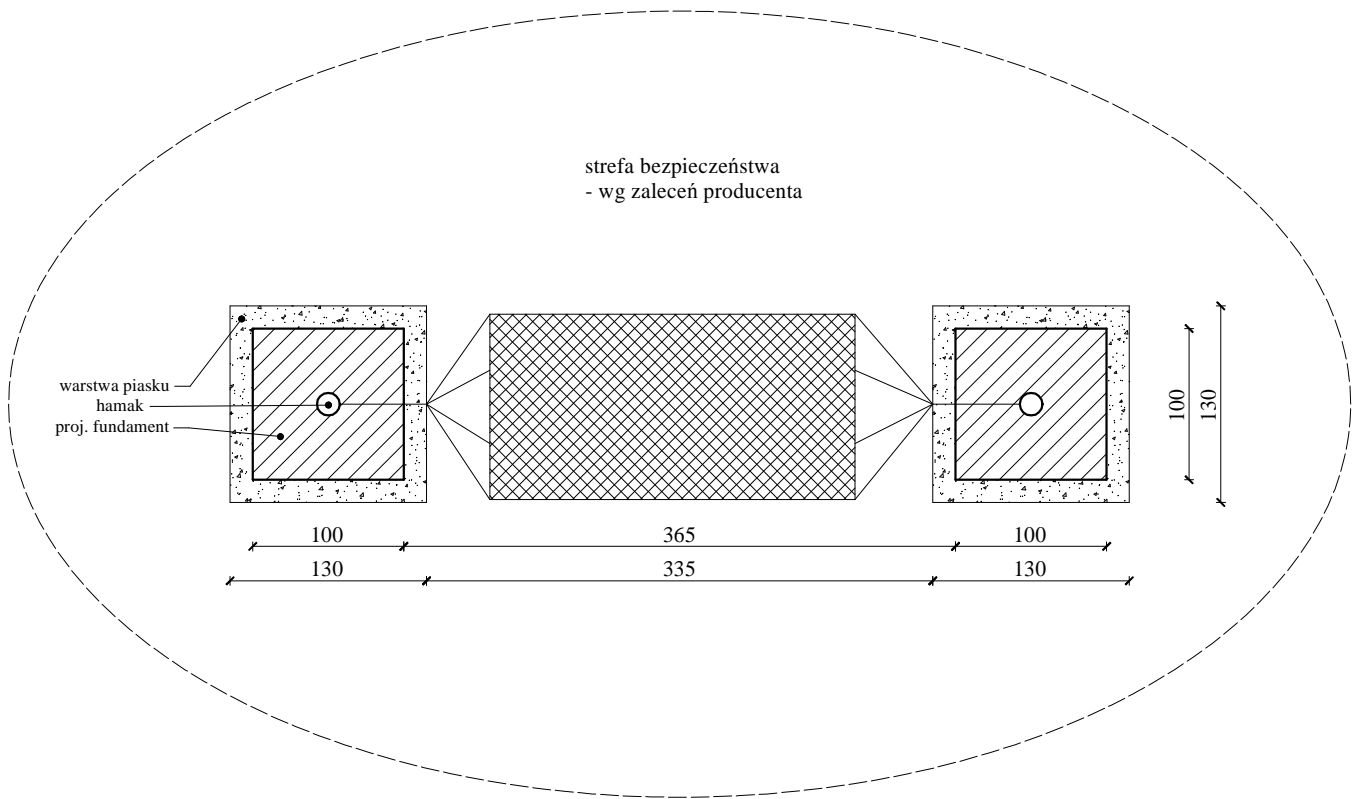 strefa bezpieczeństwa
- wg zaleceń producenta
warstwa piasku
hamak
proj. fundament
100
130
100
365
100
130
335
130